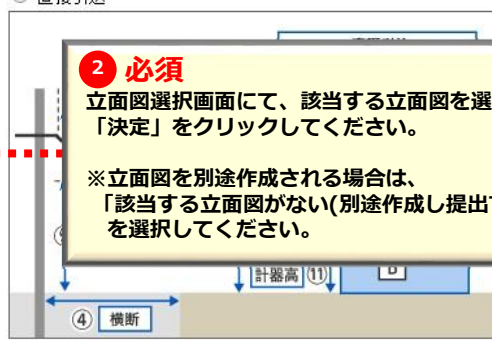 ② 必須
立面図選択画面にて、該当する立面図を選
「決定」をクリックしてください。
※立面図を別途作成される場合は、
「該当する立面図がない(別途作成し提出
を選択してください。
計器高 ⑪
B
④ 横断